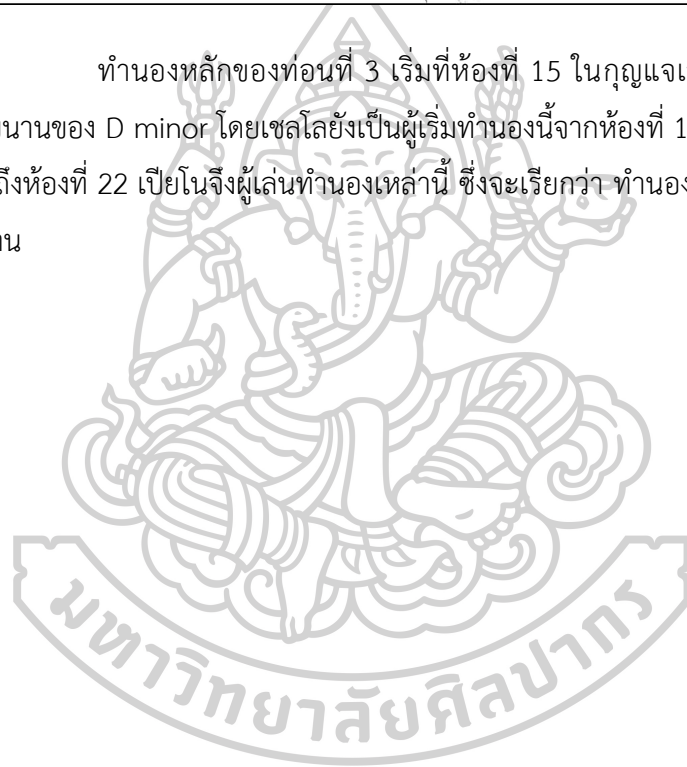 ทำนองหลักของท่อนที่ 3 เริ่มที่ห้องที่ 15 ในกุญแจเ
นานของ D minor โดยเชลโลยังเป็นผู้เริ่มทำนองนี้จากห้องที่ 1
ถึงห้องที่ 22 เปียโนจึงผู้เล่นทำนองเหล่านี้ ซึ่งจะเรียกว่า ทำนอง
น
มหาวิทยาลัยศิลปากร